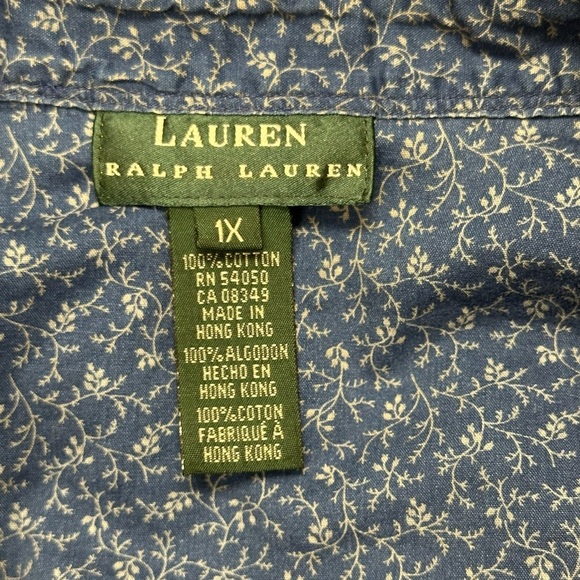 LAUREN
RALPH LAUREN
1X
100% COTTON
RN 54050
CA 08349
MADE IN
HONG KONG
100% ALGODON
HECHO EN
HONG KONG
100% COTON
FABRIQUÉ À
HONG KONG